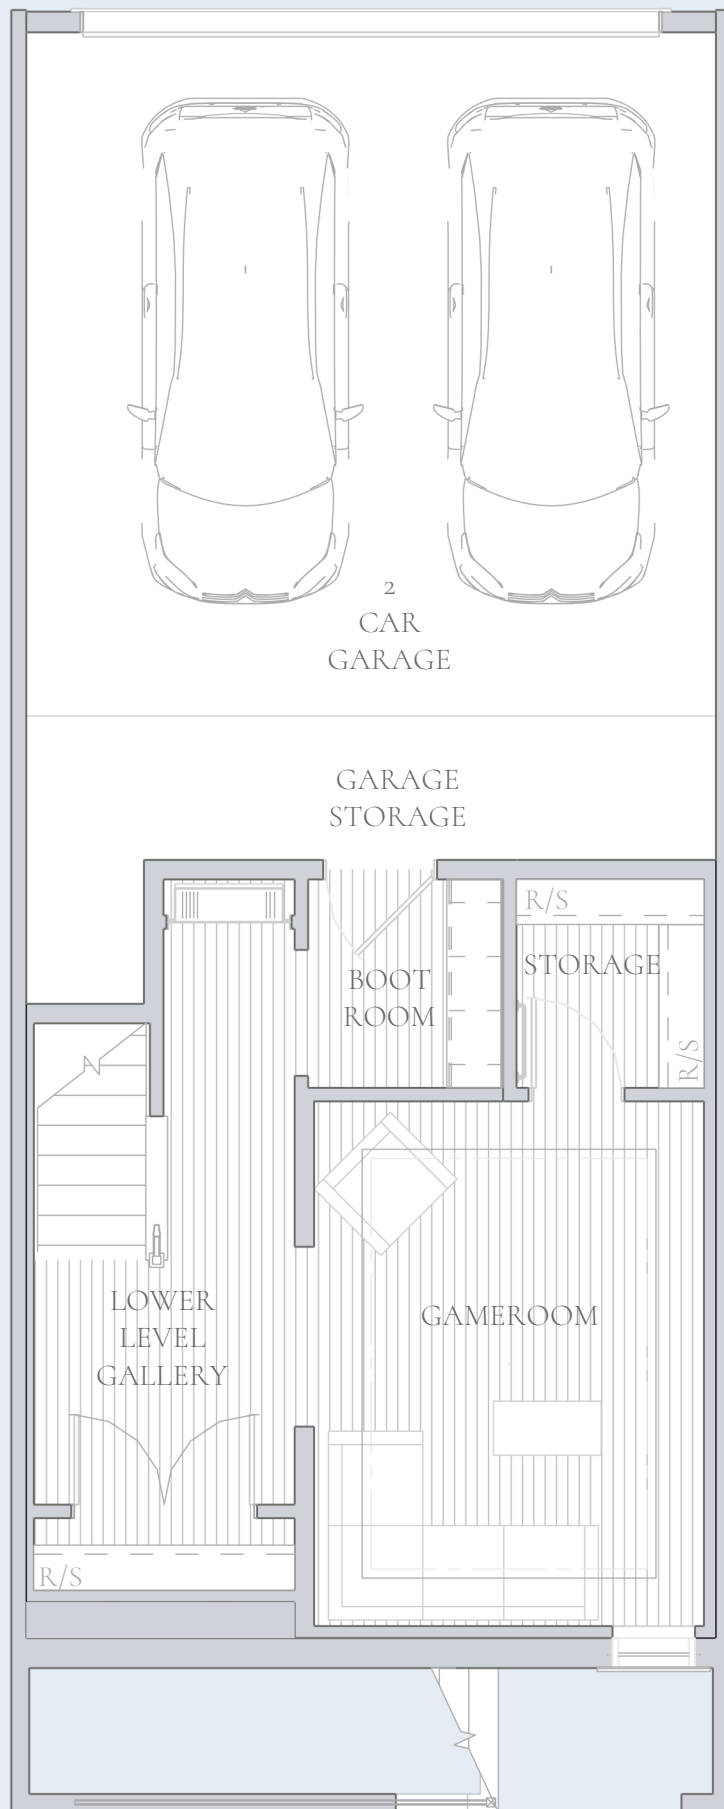 2
CAR
GARAGE
GARAGE
STORAGE
R/S
STORAGE
BOOT
ROOM
R/S
LOWER
LEVEL
GALLERY
GAMEROOM
R/S